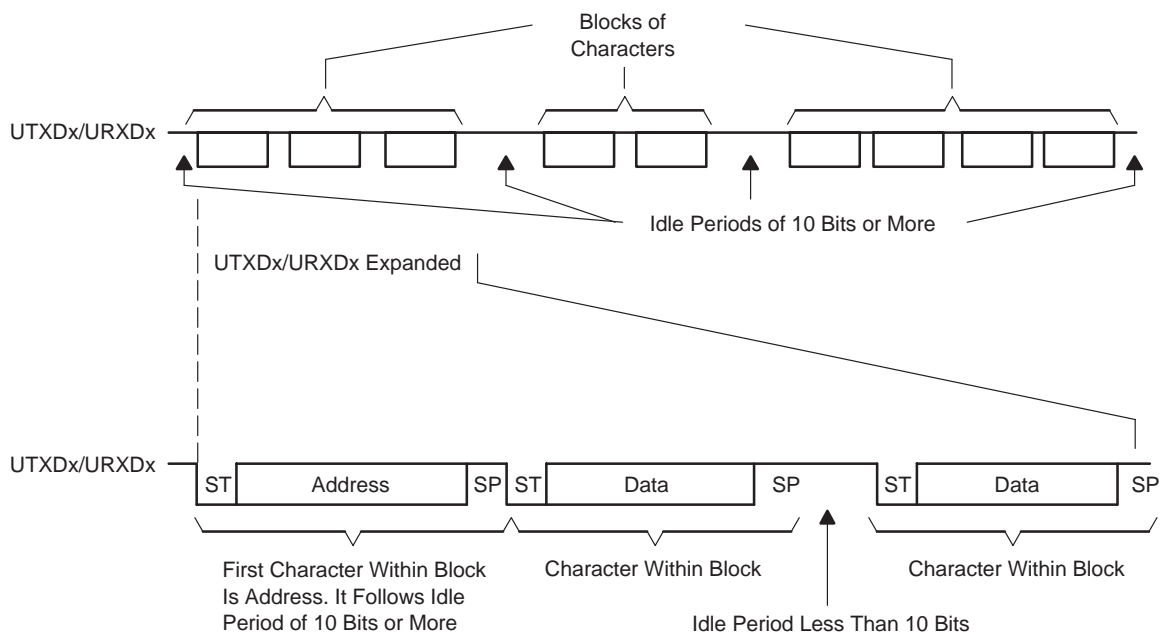 Blocks of
Characters
UTXDx/URXDx
Idle Periods of 10 Bits or More
UTXDx/URXDx Expanded
UTXDx/URXDx
ST Address SP ST Data SP ST Data SP
First Character Within Block
Is Address. It Follows Idle
Period of 10 Bits or More
Character Within Block
Character Within Block
Idle Period Less Than 10 Bits